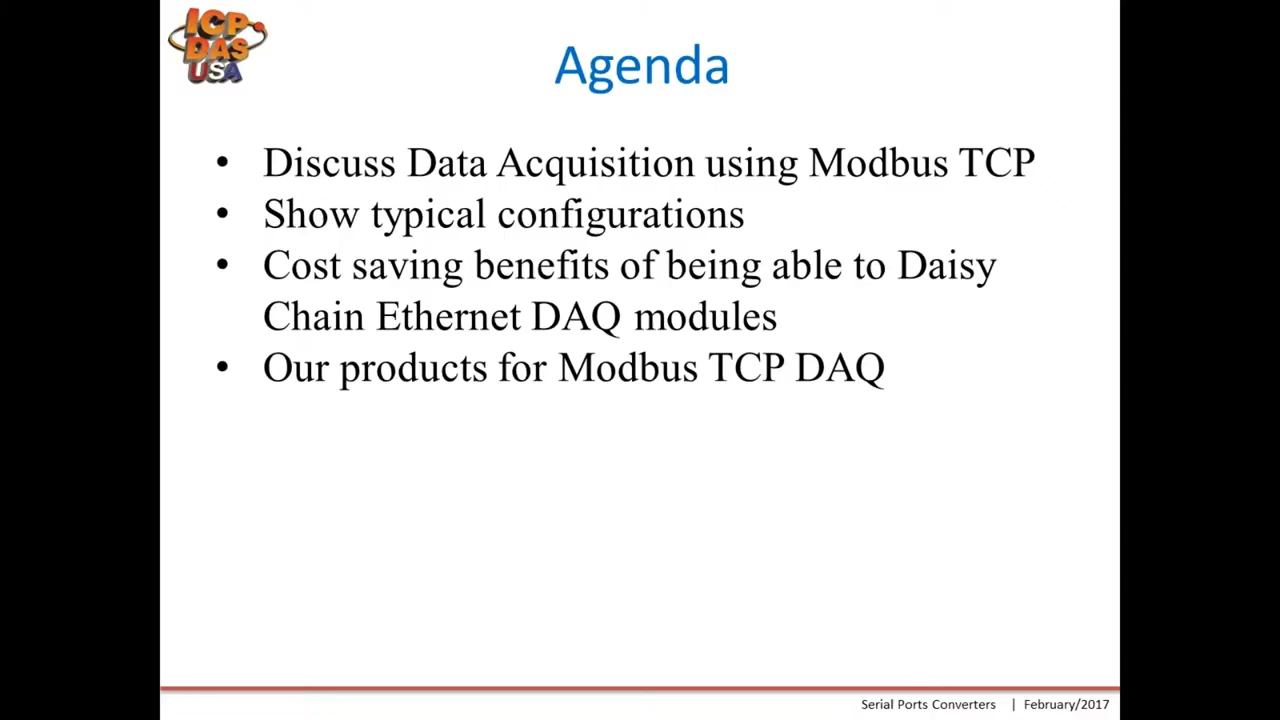 ICP
DAS
USA
Agenda
• Discuss Data Acquisition using Modbus TCP
• Show typical configurations
• Cost saving benefits of being able to Daisy
Chain Ethernet DAQ modules
• Our products for Modbus TCP DAQ
Serial Ports Converters | February/2017